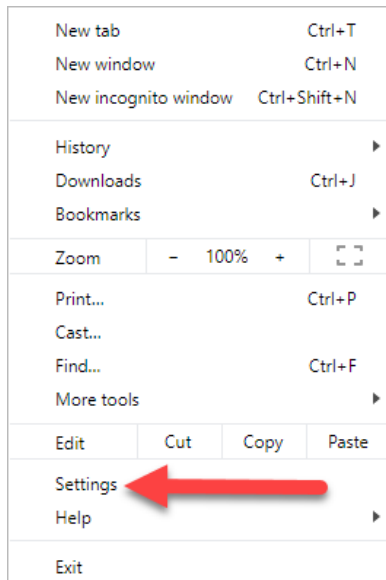 New tab Ctrl+T
New window Ctrl+N
New incognito window Ctrl+Shift+N
History
Downloads Ctrl+J
Bookmarks
Zoom - 100% +
Print... Ctrl+P
Cast...
Find... Ctrl+F
More tools
Edit Cut Copy Paste
Settings
Help
Exit